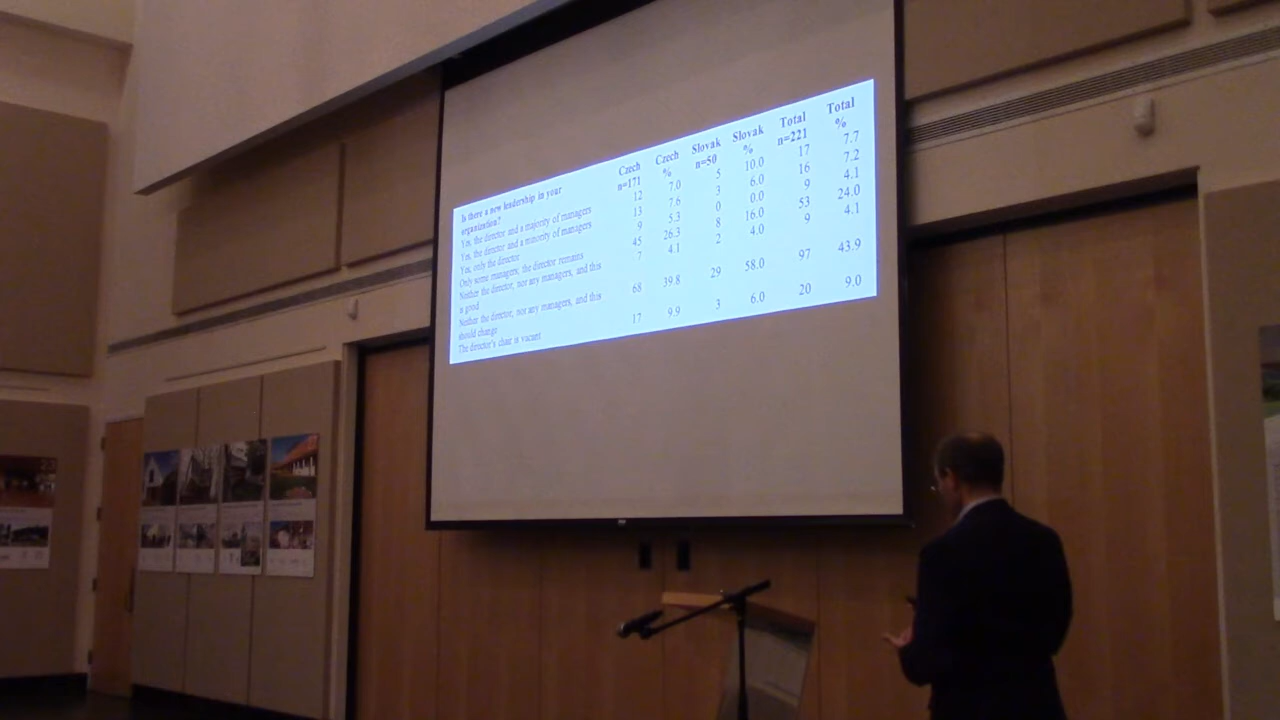 Is there a new leadership in your organization? Czech n=171 Czech % Slovak n=50 Slovak % Total n=221 Total %
Yes, the director and a majority of managers 12 7.0 5 10.0 17 7.7
Yes, the director and a minority of managers 13 7.6 3 6.0 16 7.2
Yes, only the director 9 5.3 0 0.0 9 4.1
Only some managers; the director remains 45 26.3 8 16.0 53 24.0
Neither the director, nor any managers, and this is good 7 4.1 2 4.0 9 4.1
Neither the director, nor any managers, and this should change 68 39.8 29 58.0 97 43.9
The director's chair is vacant 17 9.9 3 6.0 20 9.0